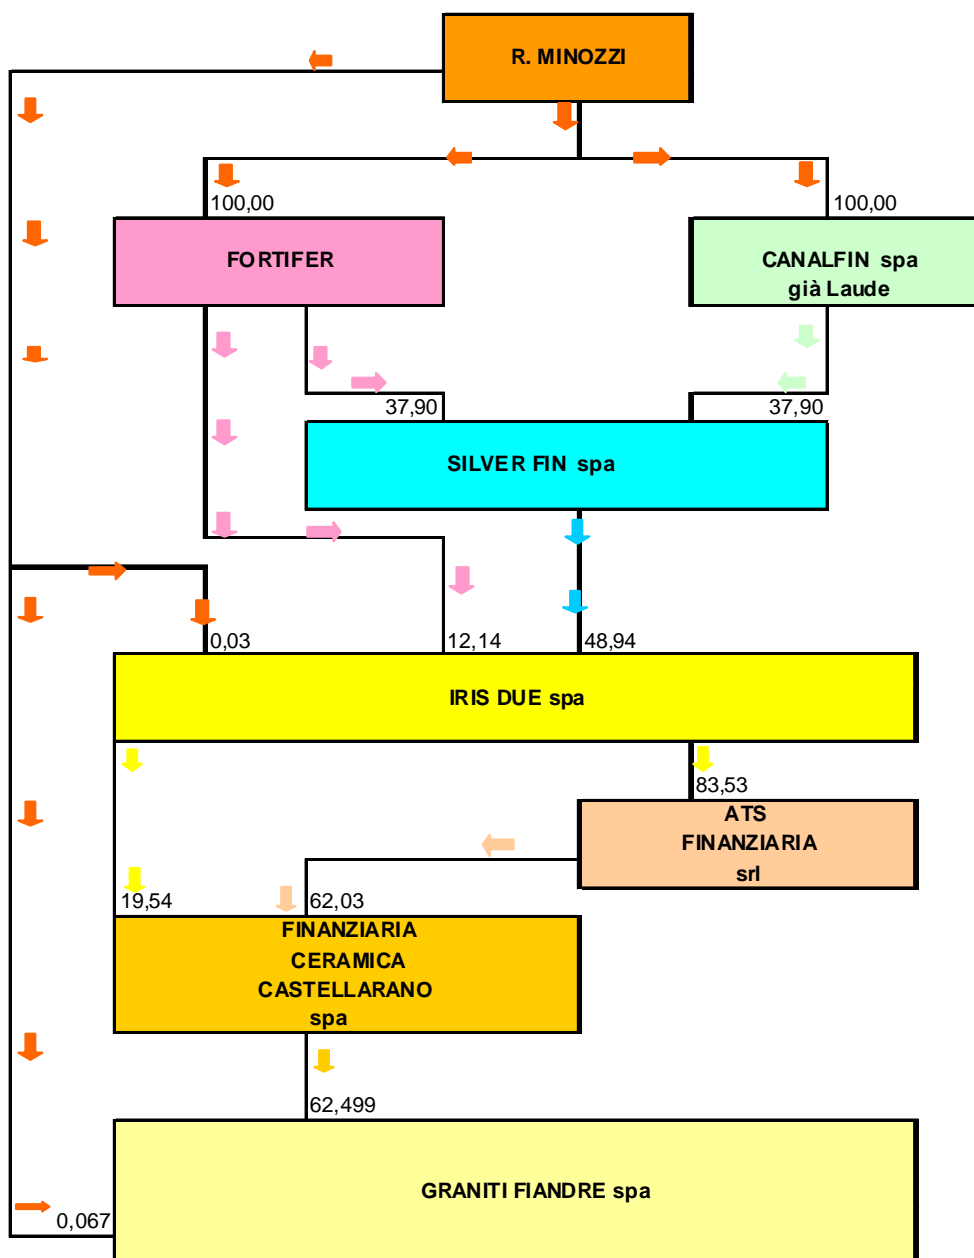 R. MINOZZI
100,00
100,00
FORTIFER
CANALFIN spa
già Laude
37,90
37,90
SILVER FIN spa
0,03
12,14
48,94
IRIS DUE spa
83,53
ATS
FINANZIARIA
srl
19,54
62,03
FINANZIARIA
CERAMICA
CASTELLARANO
spa
62,499
GRANITI FIANDRE spa
0,067